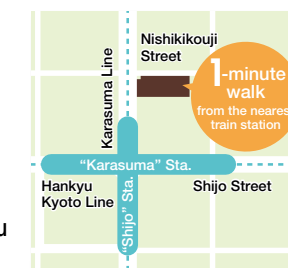 Nishikikouji
Street
Karasuma Line
1-minute
walk
from the neares
train station
"Karasuma" Sta.
Hankyu
Kyoto Line
Shijo Street
"Shijo" Sta.
u